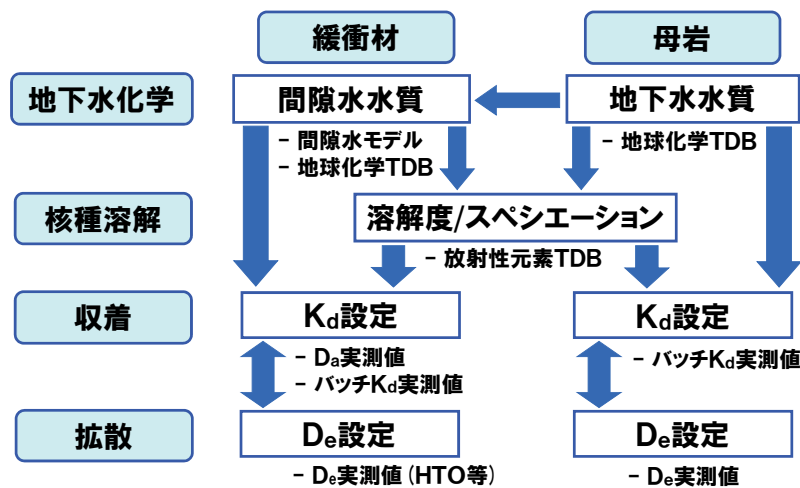 緩衝材
母岩
地下水化学
間隙水水質
地下水水質
− 間隙水モデル
− 地球化学TDB
− 地球化学TDB
核種溶解
溶解度/スペシエーション
− 放射性元素TDB
収着
Kd設定
Kd設定
− Da実測値
− バッチKd実測値
− バッチKd実測値
拡散
De設定
De設定
− De実測値（HTO等）
− De実測値